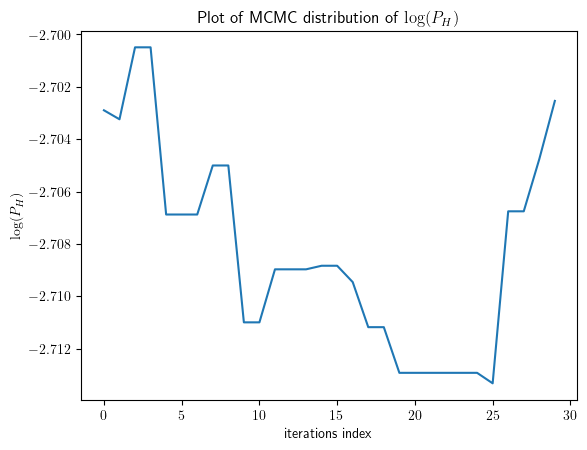 Plot of MCMC distribution of log(P_H)
−2.700
−2.702
−2.704
−2.706
−2.708
−2.710
−2.712
log(P_H)
0 5 10 15 20 25 30
iterations index